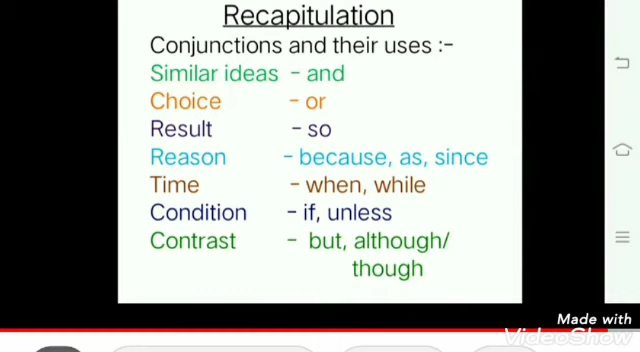 Recapitulation
Conjunctions and their uses :-
Similar ideas - and
Choice - or
Result - so
Reason - because, as, since
Time - when, while
Condition - if, unless
Contrast - but, although/
though
Made with
VideoShow